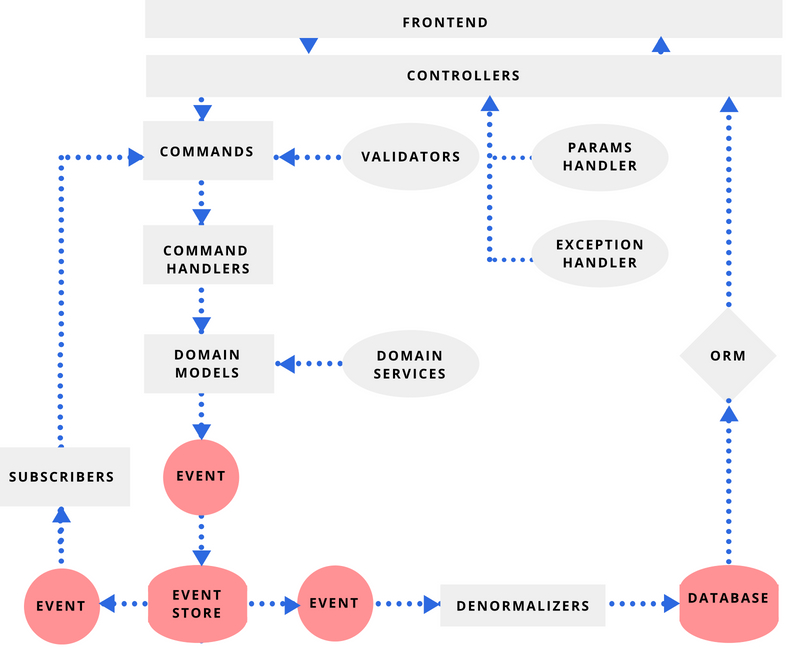 FRONTEND
CONTROLLERS
COMMANDS
VALIDATORS
PARAMS
HANDLER
COMMAND
HANDLERS
EXCEPTION
HANDLER
DOMAIN
MODELS
DOMAIN
SERVICES
ORM
SUBSCRIBERS
EVENT
EVENT
EVENT
STORE
EVENT
DENORMALIZERS
DATABASE